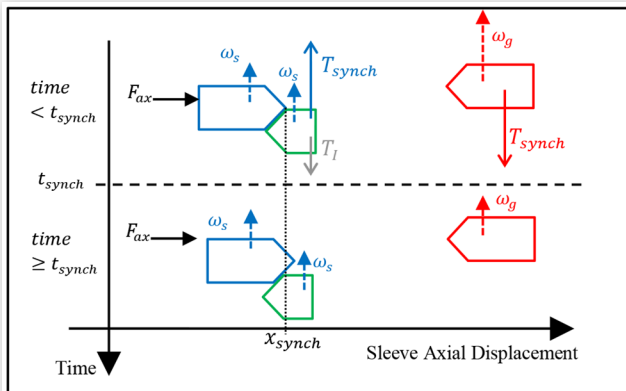 time
< t_synch
F_ax
ω_s
ω_s
T_synch
T_I
ω_g
T_synch
t_synch
time
≥ t_synch
F_ax
ω_s
ω_s
ω_g
x_synch
Sleeve Axial Displacement
Time